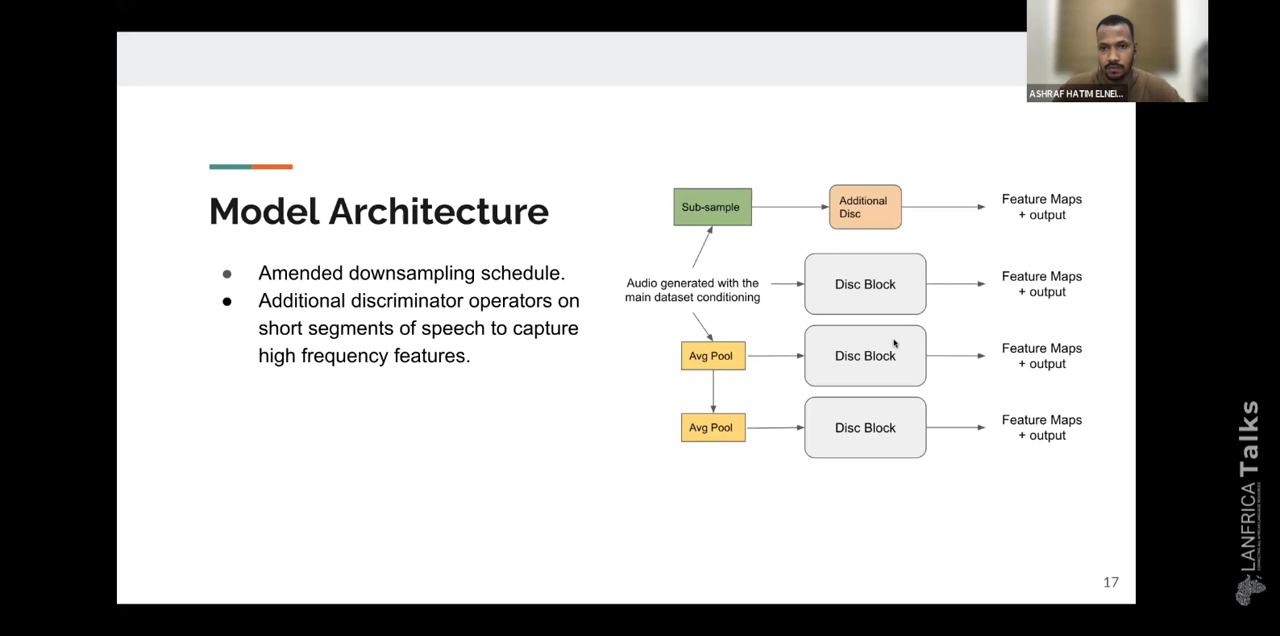 ASHRAF HATIM ELNEI...
Model Architecture
Amended downsampling schedule.
Additional discriminator operators on
short segments of speech to capture
high frequency features.
Sub-sample
Additional
Disc
Feature Maps
+ output
Audio generated with the
main dataset conditioning
Disc Block
Feature Maps
+ output
Avg Pool
Disc Block
Feature Maps
+ output
Avg Pool
Disc Block
Feature Maps
+ output
17
LANFRICA Talks